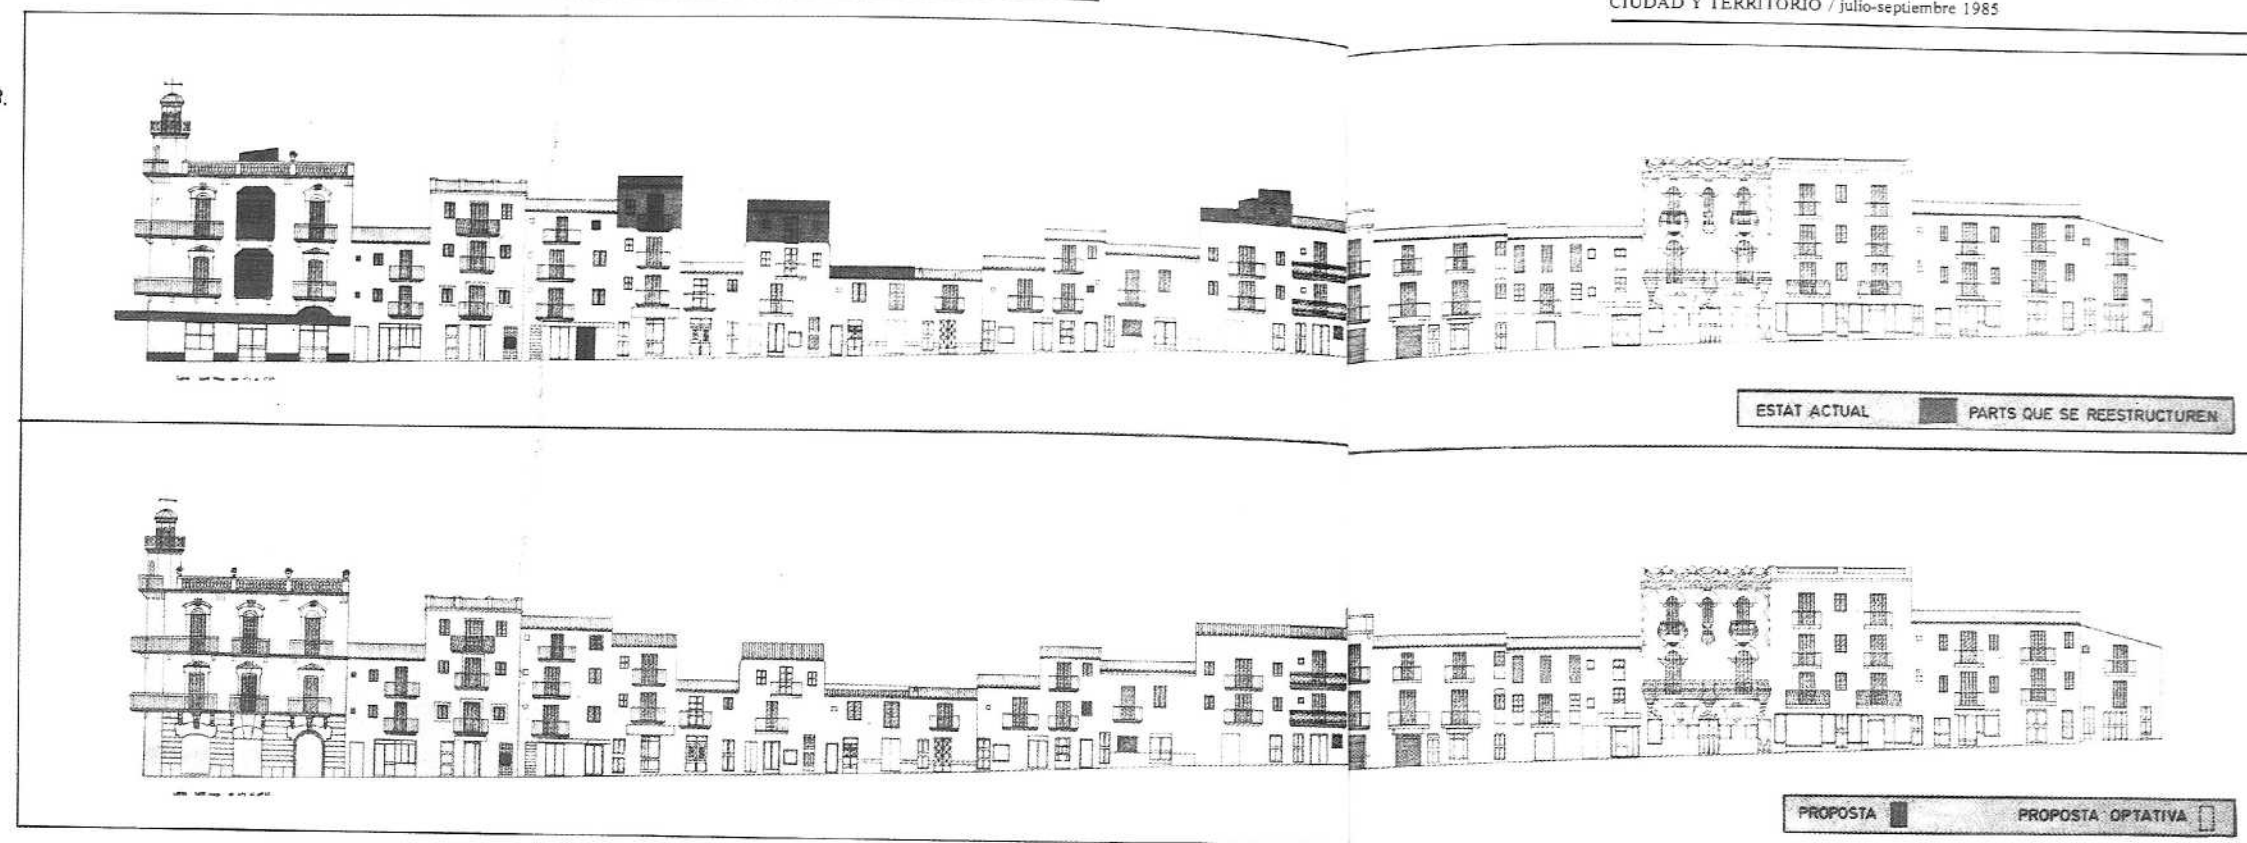 CIUDAD Y TERRITORIO / julio-septiembre 1985
ESTAT ACTUAL PARTS QUE SE REESTRUCTUREN
PROPOSTA PROPOSTA OPTATIVA